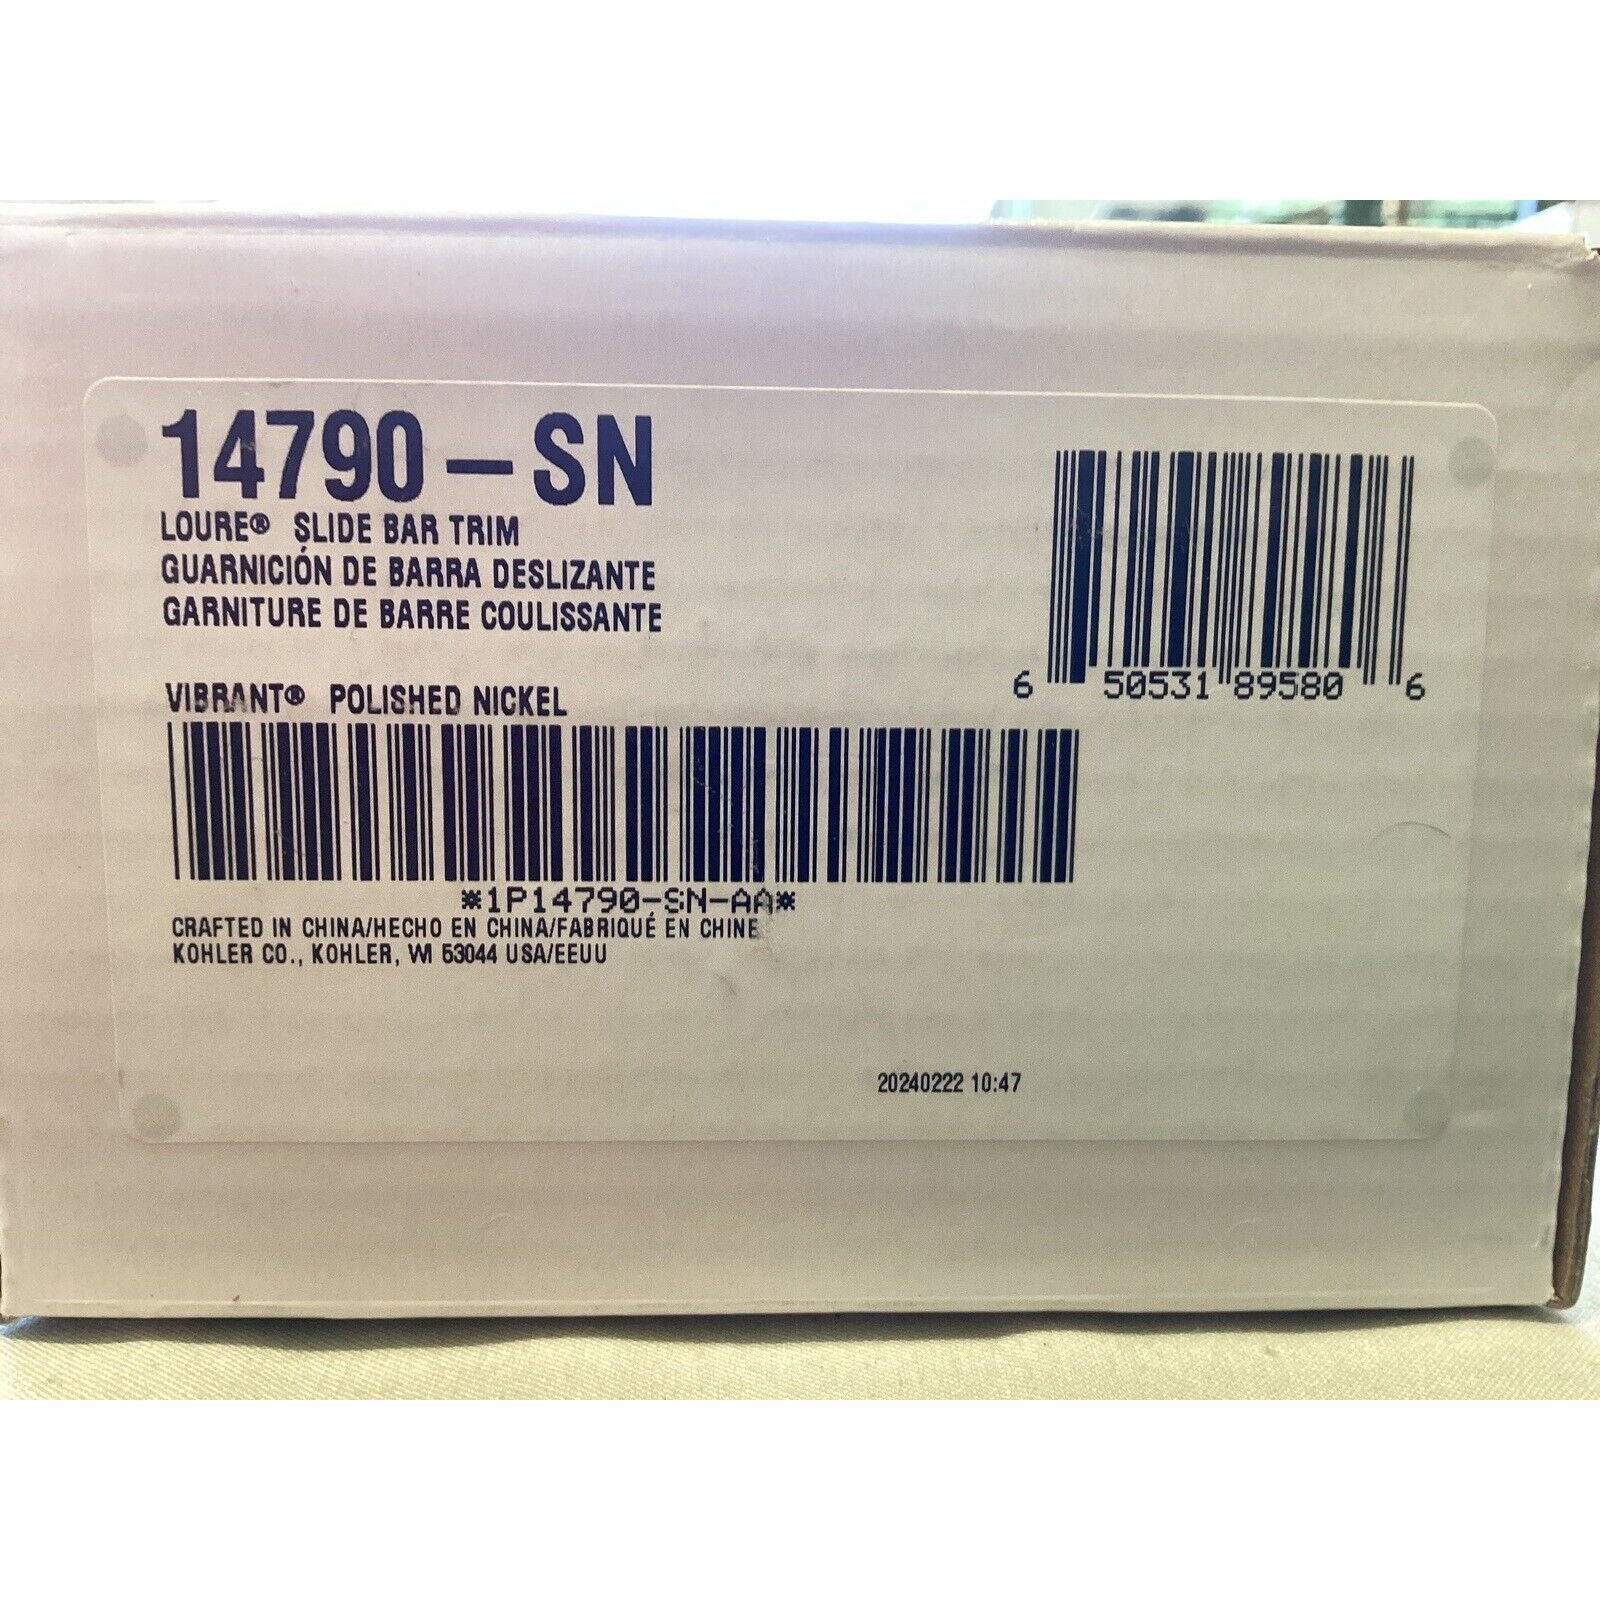 14790-SN
LOURE® SLIDE BAR TRIM
GUARNICIÓN DE BARRA DESLIZANTE
GARNITURE DE BARRE COULISSANTE
VIBRANT® POLISHED NICKEL
6 50531 89580 6
*1P14790-SN-AA*
CRAFTED IN CHINA/HECHO EN CHINA/FABRIQUÉ EN CHINE
KOHLER CO., KOHLER, WI 53044 USA/EEUU
20240222 10:47